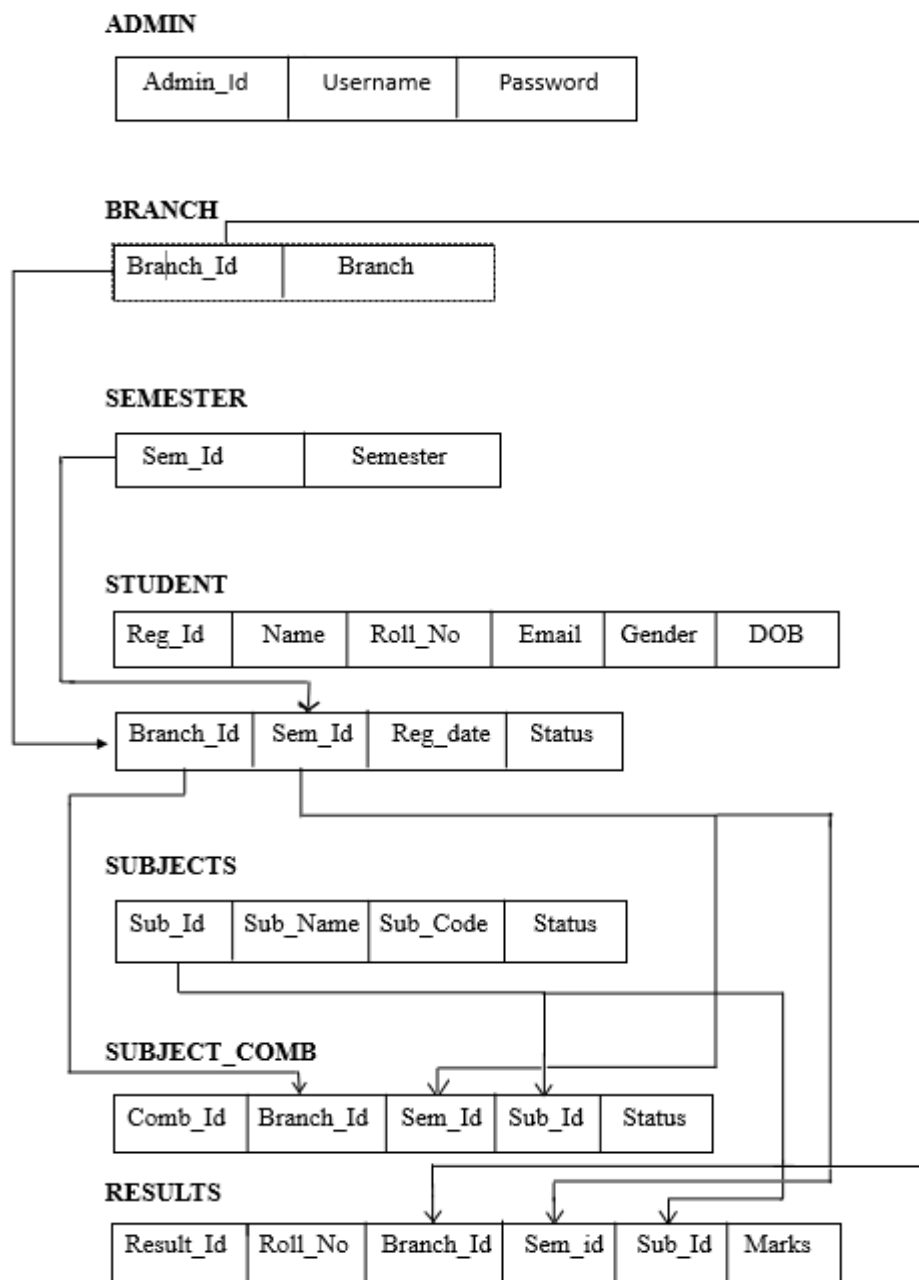 ADMIN
Admin_Id Username Password
BRANCH
Branch_Id Branch
SEMESTER
Sem_Id Semester
STUDENT
Reg_Id Name Roll_No Email Gender DOB
Branch_Id Sem_Id Reg_date Status
SUBJECTS
Sub_Id Sub_Name Sub_Code Status
SUBJECT_COMB
Comb_Id Branch_Id Sem_Id Sub_Id Status
RESULTS
Result_Id Roll_No Branch_Id Sem_id Sub_Id Marks